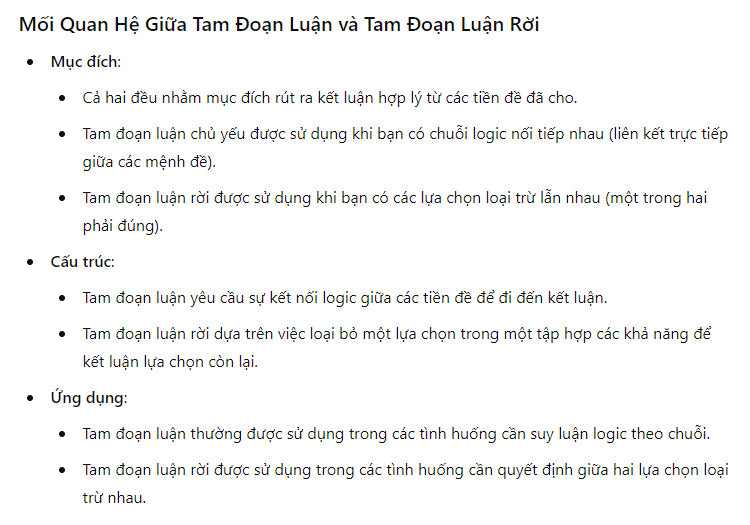 Mối Quan Hệ Giữa Tam Đoạn Luận và Tam Đoạn Luận Rời
• Mục đích:
• Cả hai đều nhằm mục đích rút ra kết luận hợp lý từ các tiền đề đã cho.
• Tam đoạn luận chủ yếu được sử dụng khi bạn có chuỗi logic nối tiếp nhau (liên kết trực tiếp
giữa các mệnh đề).
• Tam đoạn luận rời được sử dụng khi bạn có các lựa chọn loại trừ lẫn nhau (một trong hai
phải đúng).
• Cấu trúc:
• Tam đoạn luận yêu cầu sự kết nối logic giữa các tiền đề để đi đến kết luận.
• Tam đoạn luận rời dựa trên việc loại bỏ một lựa chọn trong một tập hợp các khả năng để
kết luận lựa chọn còn lại.
• Ứng dụng:
• Tam đoạn luận thường được sử dụng trong các tình huống cần suy luận logic theo chuỗi.
• Tam đoạn luận rời được sử dụng trong các tình huống cần quyết định giữa hai lựa chọn loại
trừ nhau.